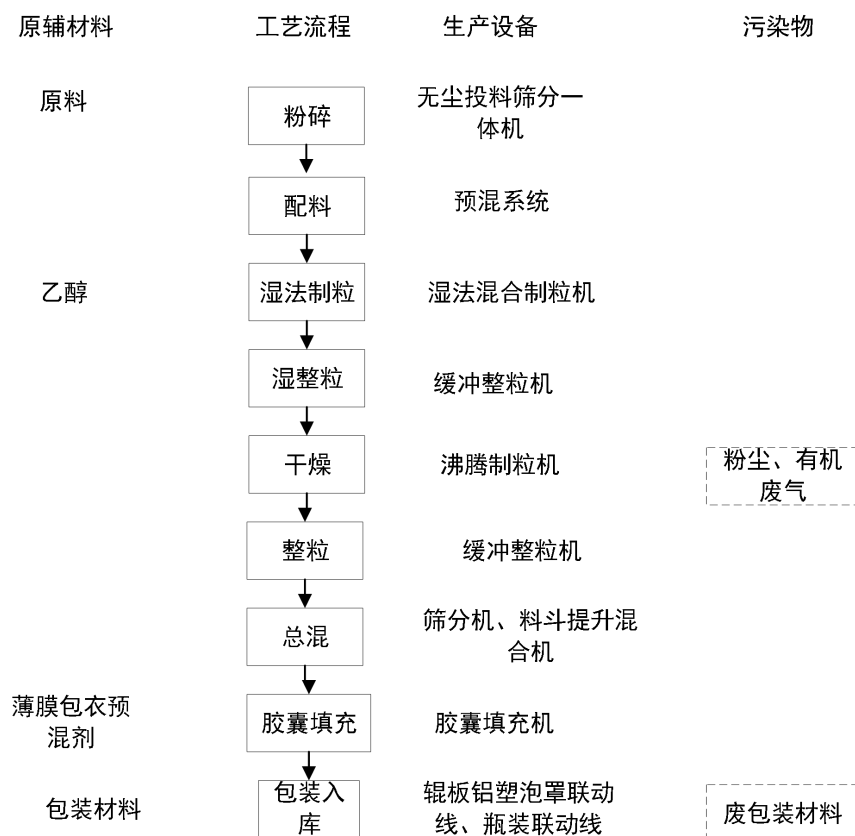 原辅材料 工艺流程 生产设备 污染物
原料 粉碎 无尘投料筛分一
体机
配料 预混系统
乙醇 湿法制粒 湿法混合制粒机
湿整粒 缓冲整粒机
干燥 沸腾制粒机 粉尘、有机
废气
整粒 缓冲整粒机
总混 筛分机、料斗提升混
合机
薄膜包衣预
混剂
胶囊填充 胶囊填充机
包装材料
包装入
库
辊板铝塑泡罩联动
线、瓶装联动线
废包装材料